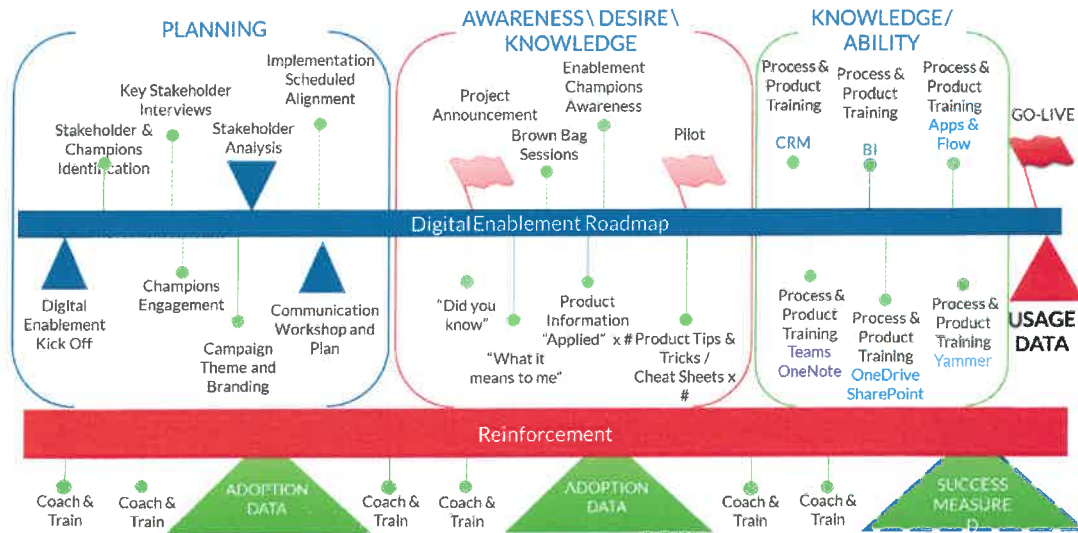 PLANNING
AWARENESS \ DESIRE \
KNOWLEDGE
KNOWLEDGE/
ABILITY
Stakeholder &
Champions
Identification
Key Stakeholder
Interviews
Stakeholder
Analysis
Implementation
Scheduled
Alignment
Project
Announcement
Brown Bag
Sessions
Enablement
Champions
Awareness
Pilot
Process &
Product
Training
CRM
Process &
Product
Training
BI
Process &
Product
Training
Apps &
Flow
GO-LIVE
Digital Enablement Roadmap
Digital
Enablement
Kick Off
Champions
Engagement
Campaign
Theme and
Branding
Communication
Workshop and
Plan
"Did you
know"
"What it
means to me"
Product
Information
"Applied" x #
Product Tips &
Tricks /
Cheat Sheets x
#
Process &
Product
Training
Teams
OneNote
Process &
Product
Training
OneDrive
SharePoint
Process &
Product
Training
Yammer
USAGE
DATA
Reinforcement
Coach &
Train
Coach &
Train
ADOPTION
DATA
Coach &
Train
Coach &
Train
ADOPTION
DATA
Coach &
Train
Coach &
Train
SUCCESS
MEASURE
D